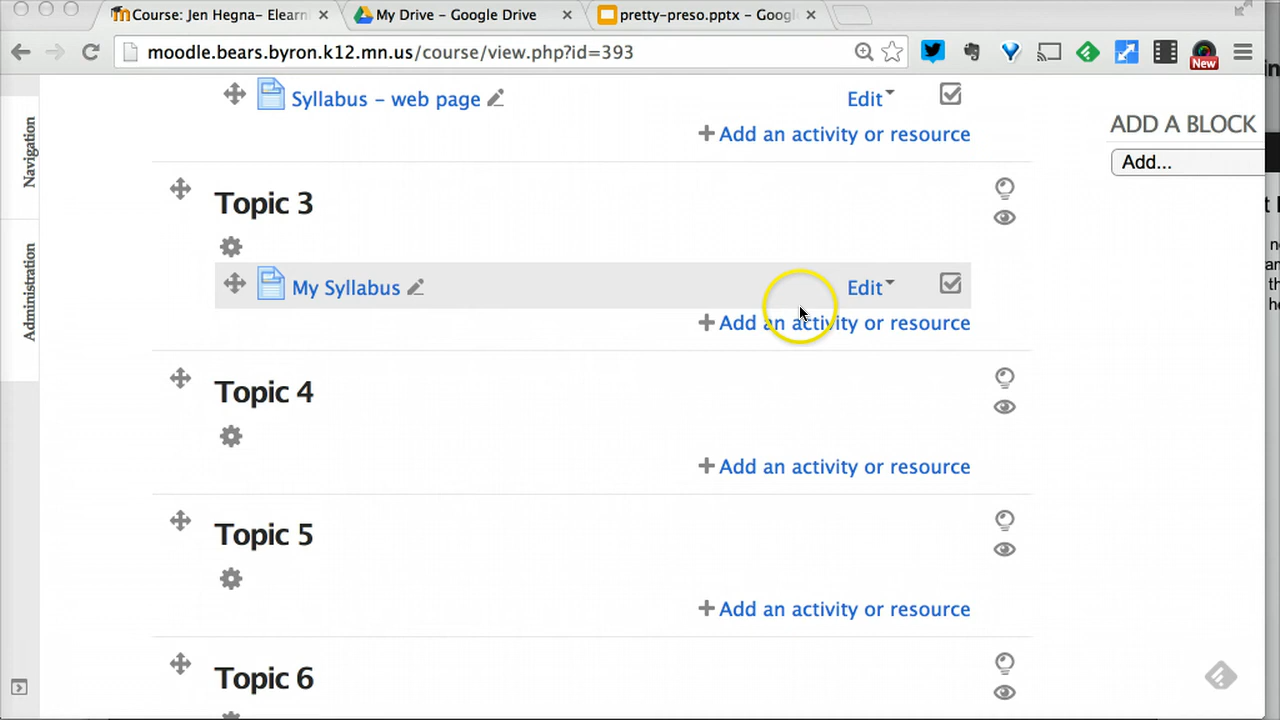 Course: Jen Hegna- Elearni
My Drive - Google Drive
pretty-preso.pptx - Googl
moodle.bears.byron.k12.mn.us/course/view.php?id=393
New
Navigation
Administration
Syllabus - web page
Edit
+ Add an activity or resource
ADD A BLOCK
Add...
Topic 3
My Syllabus
Edit
+ Add an activity or resource
Topic 4
+ Add an activity or resource
Topic 5
+ Add an activity or resource
Topic 6